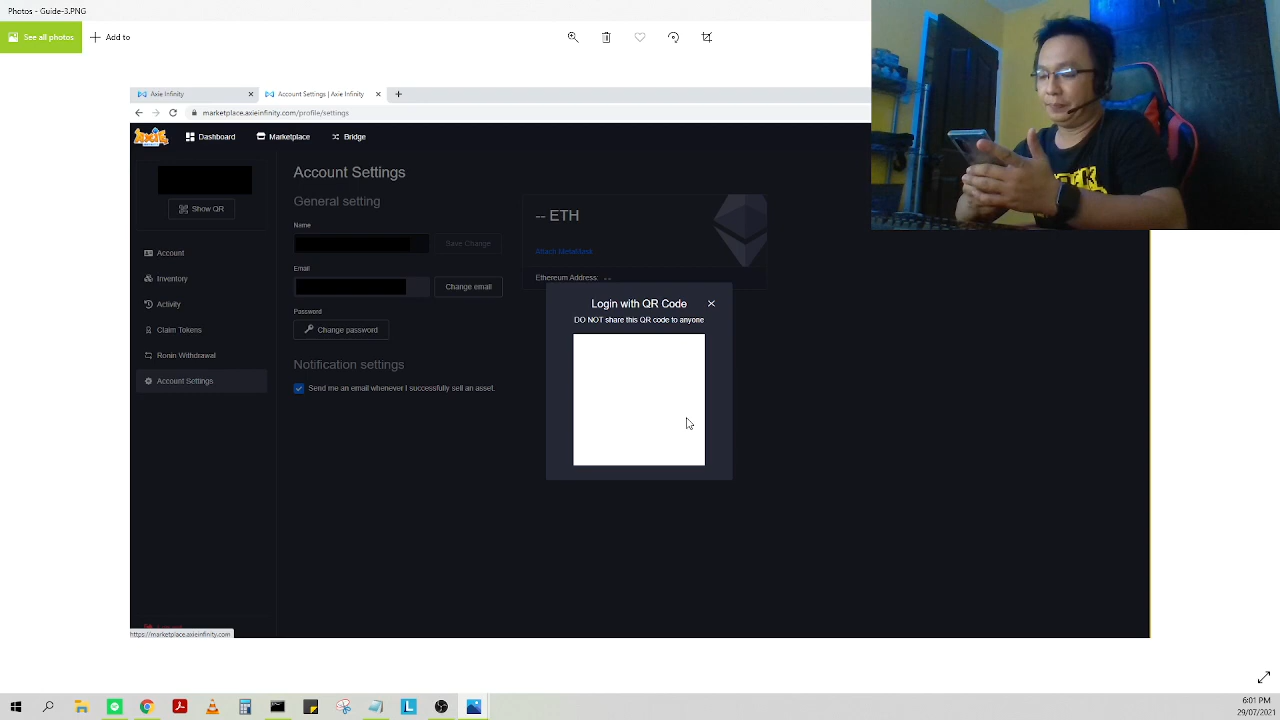 Photos - Guide-3.PNG
See all photos
Add to
Axie Infinity
Account Settings | Axie Infinity
marketplace.axieinfinity.com/profile/settings
Dashboard
Marketplace
Bridge
Show QR
Account
Inventory
Activity
Claim Tokens
Ronin Withdrawal
Account Settings
https://marketplace.axieinfinity.com
Account Settings
General setting
Name
Save Change
Email
Change email
Password
Change password
Notification settings
Send me an email whenever I successfully sell an asset.
-- ETH
Attach MetaMask
Ethereum Address: --
Login with QR Code
DO NOT share this QR code to anyone
6:01 PM
29/07/2021